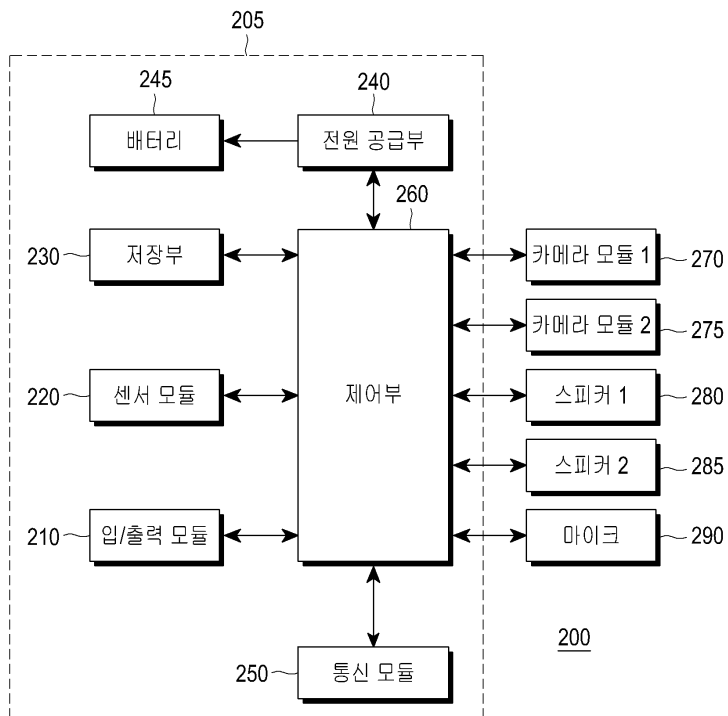 205
245
240
배터리
전원 공급부
260
230
저장부
카메라 모듈 1
270
카메라 모듈 2
275
220
센서 모듈
제어부
스피커 1
280
스피커 2
285
210
입/출력 모듈
마이크
290
200
250
통신 모듈